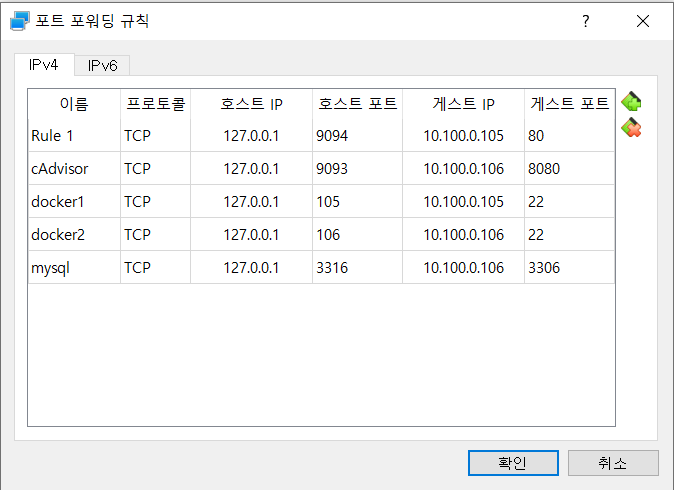 포트 포워딩 규칙
IPv4 IPv6
이름 프로토콜 호스트 IP 호스트 포트 게스트 IP 게스트 포트
Rule 1 TCP 127.0.0.1 9094 10.100.0.105 80
cAdvisor TCP 127.0.0.1 9093 10.100.0.106 8080
docker1 TCP 127.0.0.1 105 10.100.0.105 22
docker2 TCP 127.0.0.1 106 10.100.0.106 22
mysql TCP 127.0.0.1 3316 10.100.0.106 3306
확인 취소